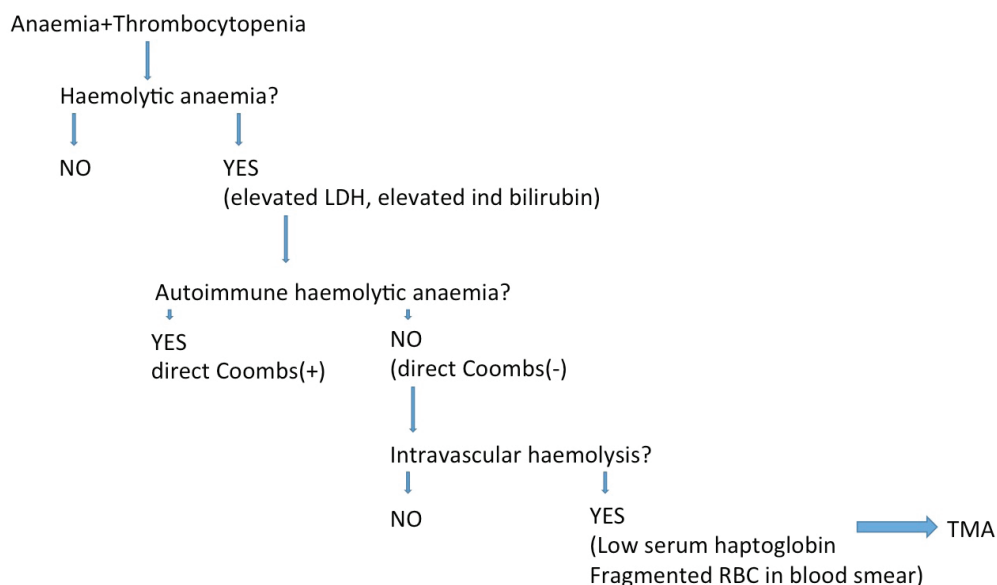 Anaemia+Thrombocytopenia
Haemolytic anaemia?
NO
YES
(elevated LDH, elevated ind bilirubin)
Autoimmune haemolytic anaemia?
YES
direct Coombs(+)
NO
(direct Coombs(-)
Intravascular haemolysis?
NO
YES
(Low serum haptoglobin
Fragmented RBC in blood smear)
TMA